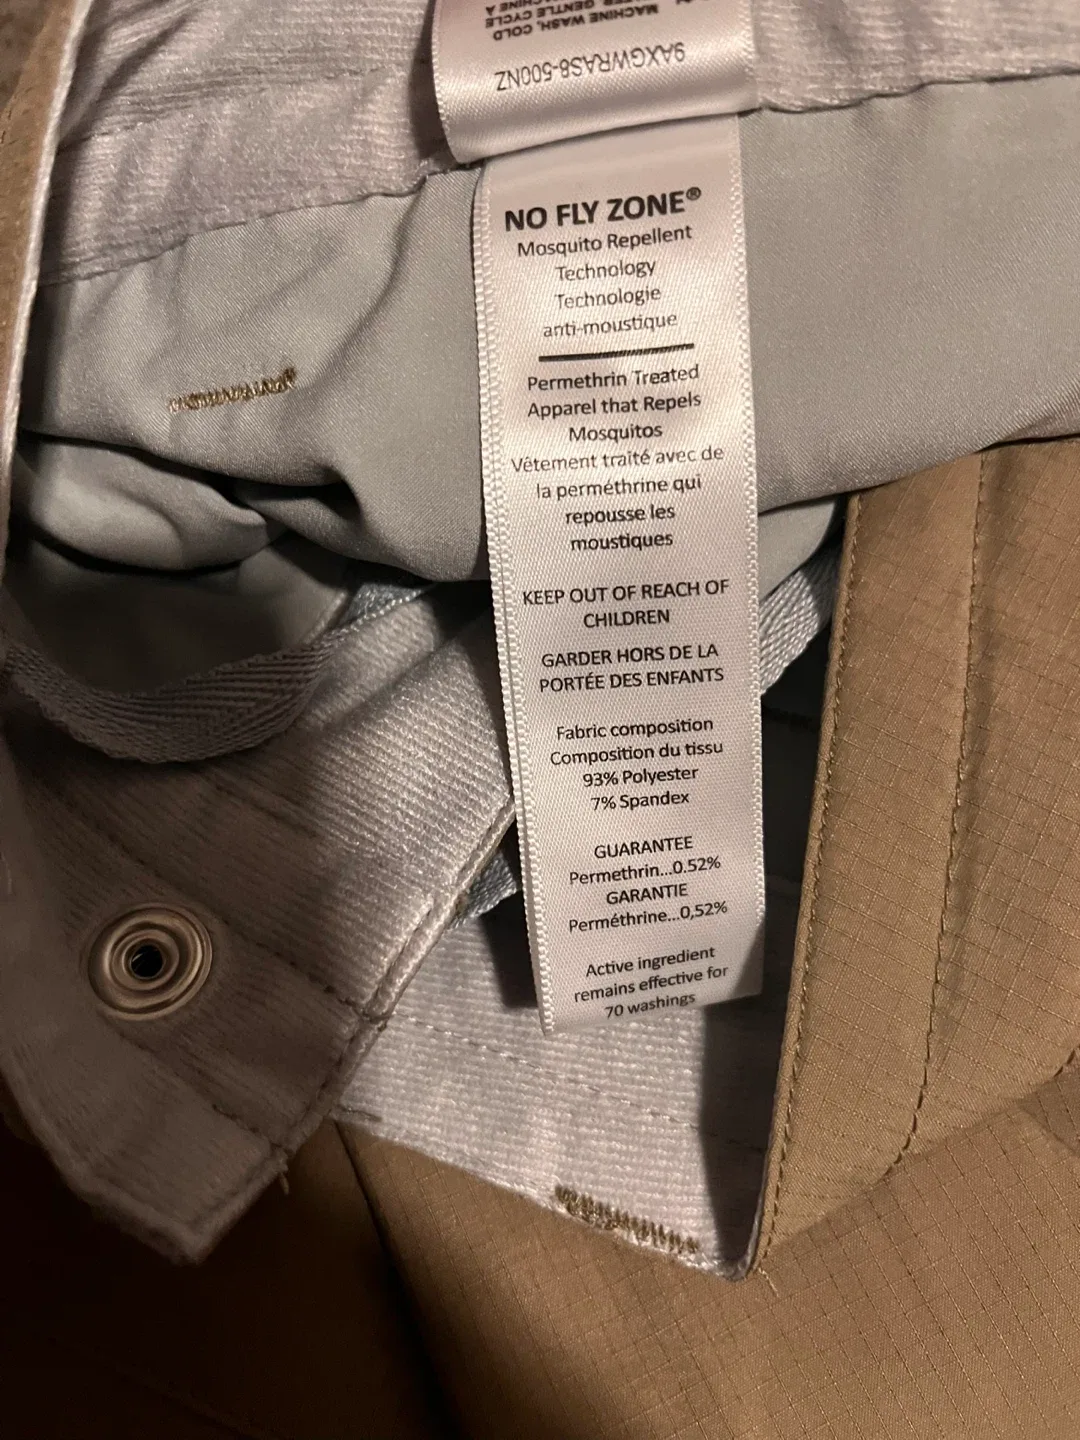 MACHINE WASH, COLD
GENTLE CYCLE
9AXGWRAS8-500NZ
NO FLY ZONE®
Mosquito Repellent
Technology
Technologie
anti-moustique
Permethrin Treated
Apparel that Repels
Mosquitos
Vêtement traité avec de
la perméthrine qui
repousse les
moustiques
KEEP OUT OF REACH OF
CHILDREN
GARDER HORS DE LA
PORTÉE DES ENFANTS
Fabric composition
Composition du tissu
93% Polyester
7% Spandex
GUARANTEE
Permethrin...0.52%
GARANTIE
Perméthrine...0,52%
Active ingredient
remains effective for
70 washings